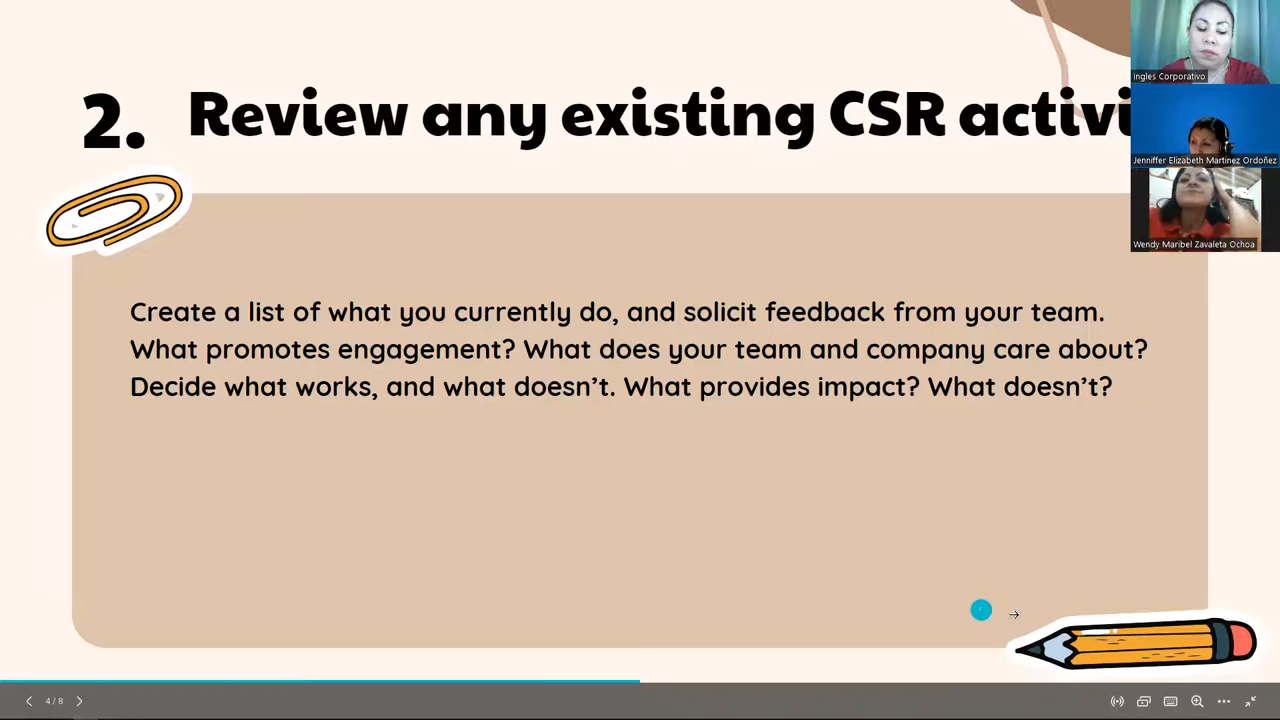 2. Review any existing CSR activi
Create a list of what you currently do, and solicit feedback from your team.
What promotes engagement? What does your team and company care about?
Decide what works, and what doesn't. What provides impact? What doesn't?
Ingles Corporativo
Jenniffer Elizabeth Martinez Ordoñez
Wendy Maribel Zavaleta Ochoa
4 / 8